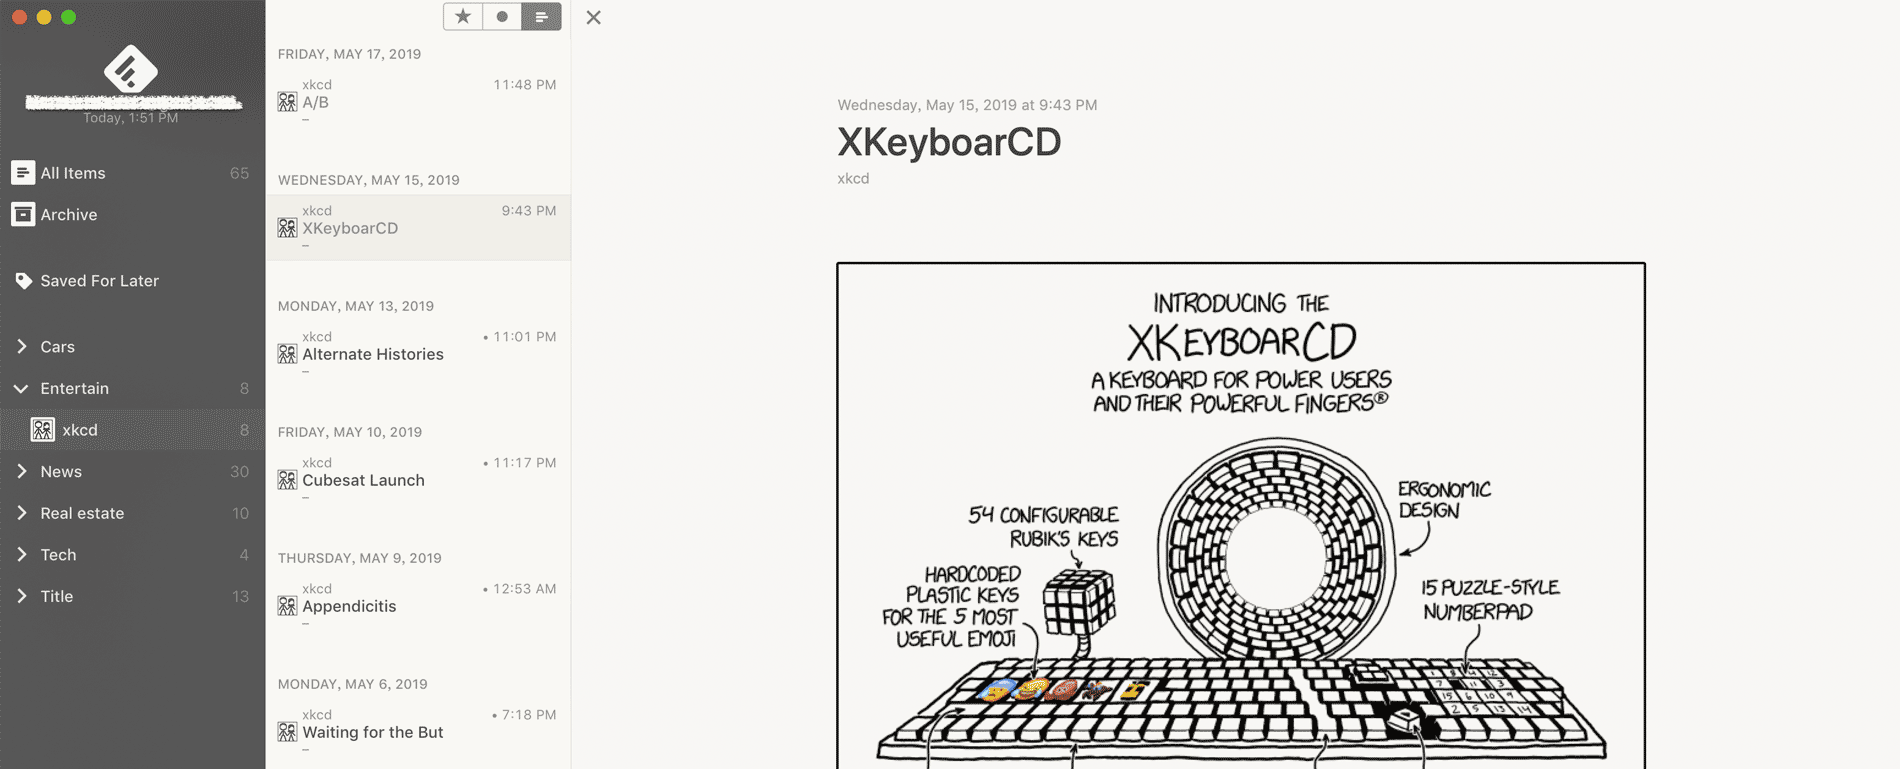 Today, 1:51 PM
All Items 65
Archive
Saved For Later
Cars
Entertain 8
xkcd 8
News 30
Real estate 10
Tech 4
Title 13
FRIDAY, MAY 17, 2019
xkcd 11:48 PM
A/B
–
WEDNESDAY, MAY 15, 2019
xkcd 9:43 PM
XKeyboarCD
–
MONDAY, MAY 13, 2019
xkcd • 11:01 PM
Alternate Histories
–
FRIDAY, MAY 10, 2019
xkcd • 11:17 PM
Cubesat Launch
–
THURSDAY, MAY 9, 2019
xkcd • 12:53 AM
Appendicitis
–
MONDAY, MAY 6, 2019
xkcd • 7:18 PM
Waiting for the But
–
Wednesday, May 15, 2019 at 9:43 PM
XKeyboarCD
xkcd
INTRODUCING THE
XKEYBOARCD
A KEYBOARD FOR POWER USERS
AND THEIR POWERFUL FINGERS®
ERGONOMIC
DESIGN
54 CONFIGURABLE
RUBIK'S KEYS
HARDCODED
PLASTIC KEYS
FOR THE 5 MOST
USEFUL EMOJI
15 PUZZLE-STYLE
NUMBERPAD